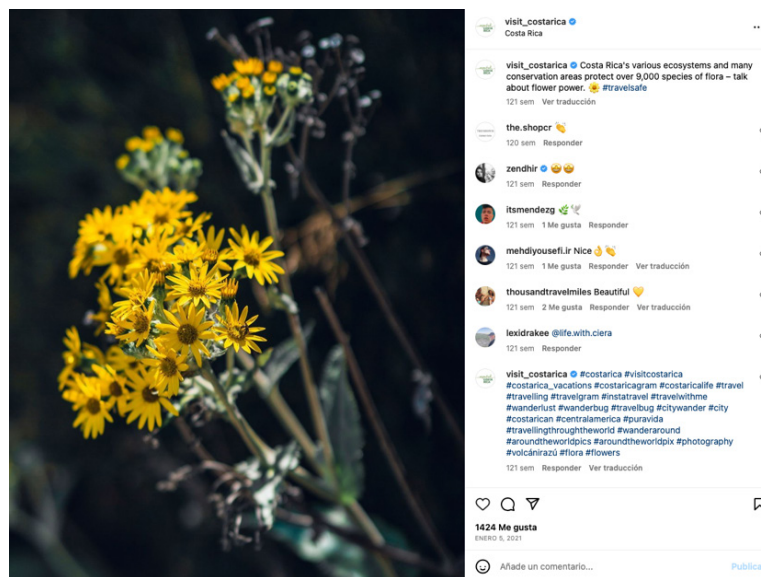 visit_costarica
Costa Rica
visit_costarica Costa Rica's various ecosystems and many
conservation areas protect over 9,000 species of flora – talk
about flower power. 🌼 #travelsafe
121 sem Ver traducción
the.shopcr 👏
120 sem Responder
zendhir 🤩🤩
121 sem Responder
itsmendezg 🌿🕊
121 sem 1 Me gusta Responder
mehdiyousefi.ir Nice👌👏
121 sem 1 Me gusta Responder Ver traducción
thousandtravelmiles Beautiful 💛
121 sem 2 Me gusta Responder Ver traducción
lexidrakee @life.with.ciera
121 sem Responder
visit_costarica #costarica #visitcostarica
#costarica_vacations #costaricagram #costaricalife #travel
#travelling #travelgram #instatravel #travelwithme
#wanderlust #wanderbug #travelbug #citywander #city
#costarican #centralamerica #puravida
#travellingthroughtheworld #wanderaround
#aroundtheworldpics #aroundtheworldpix #photography
#volcánirazú #flora #flowers
121 sem Responder Ver traducción
1424 Me gusta
ENERO 5, 2021
Añade un comentario...
Publica